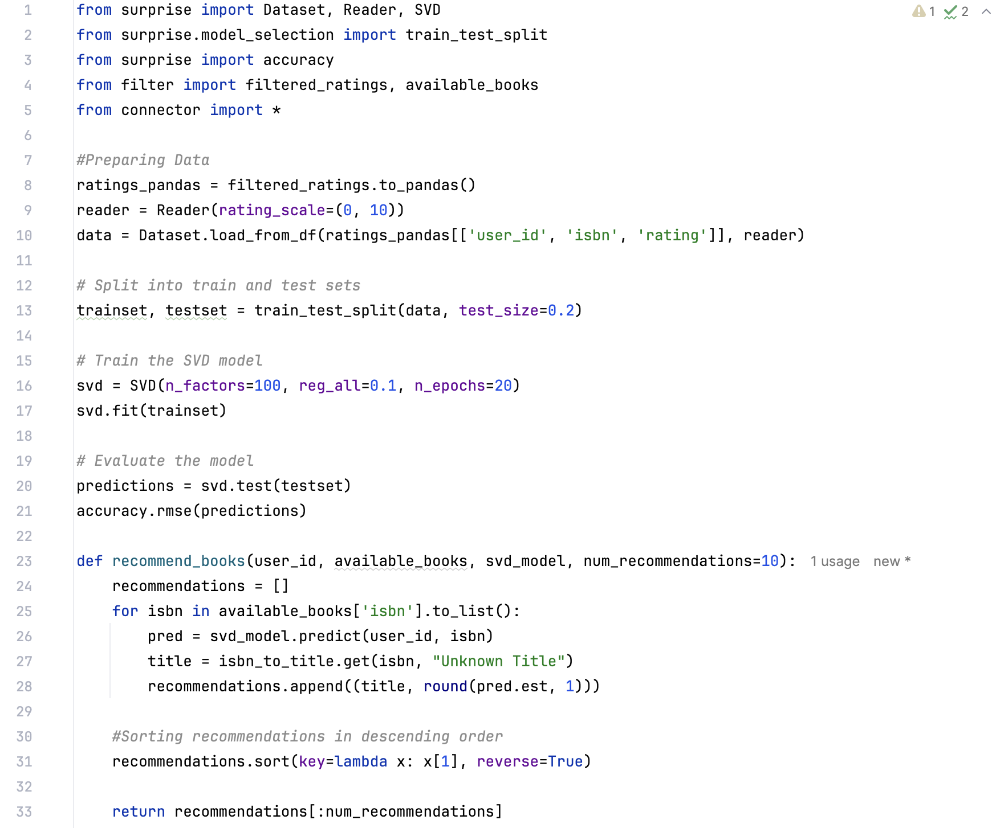 1 from surprise import Dataset, Reader, SVD 1 2
2 from surprise.model_selection import train_test_split
3 from surprise import accuracy
4 from filter import filtered_ratings, available_books
5 from connector import *
6
7 #Preparing Data
8 ratings_pandas = filtered_ratings.to_pandas()
9 reader = Reader(rating_scale=(0, 10))
10 data = Dataset.load_from_df(ratings_pandas[['user_id', 'isbn', 'rating']], reader)
11
12 # Split into train and test sets
13 trainset, testset = train_test_split(data, test_size=0.2)
14
15 # Train the SVD model
16 svd = SVD(n_factors=100, reg_all=0.1, n_epochs=20)
17 svd.fit(trainset)
18
19 # Evaluate the model
20 predictions = svd.test(testset)
21 accuracy.rmse(predictions)
22
23 def recommend_books(user_id, available_books, svd_model, num_recommendations=10): 1 usage new *
24     recommendations = []
25     for isbn in available_books['isbn'].to_list():
26         pred = svd_model.predict(user_id, isbn)
27         title = isbn_to_title.get(isbn, "Unknown Title")
28         recommendations.append((title, round(pred.est, 1)))
29
30     #Sorting recommendations in descending order
31     recommendations.sort(key=lambda x: x[1], reverse=True)
32
33     return recommendations[:num_recommendations]